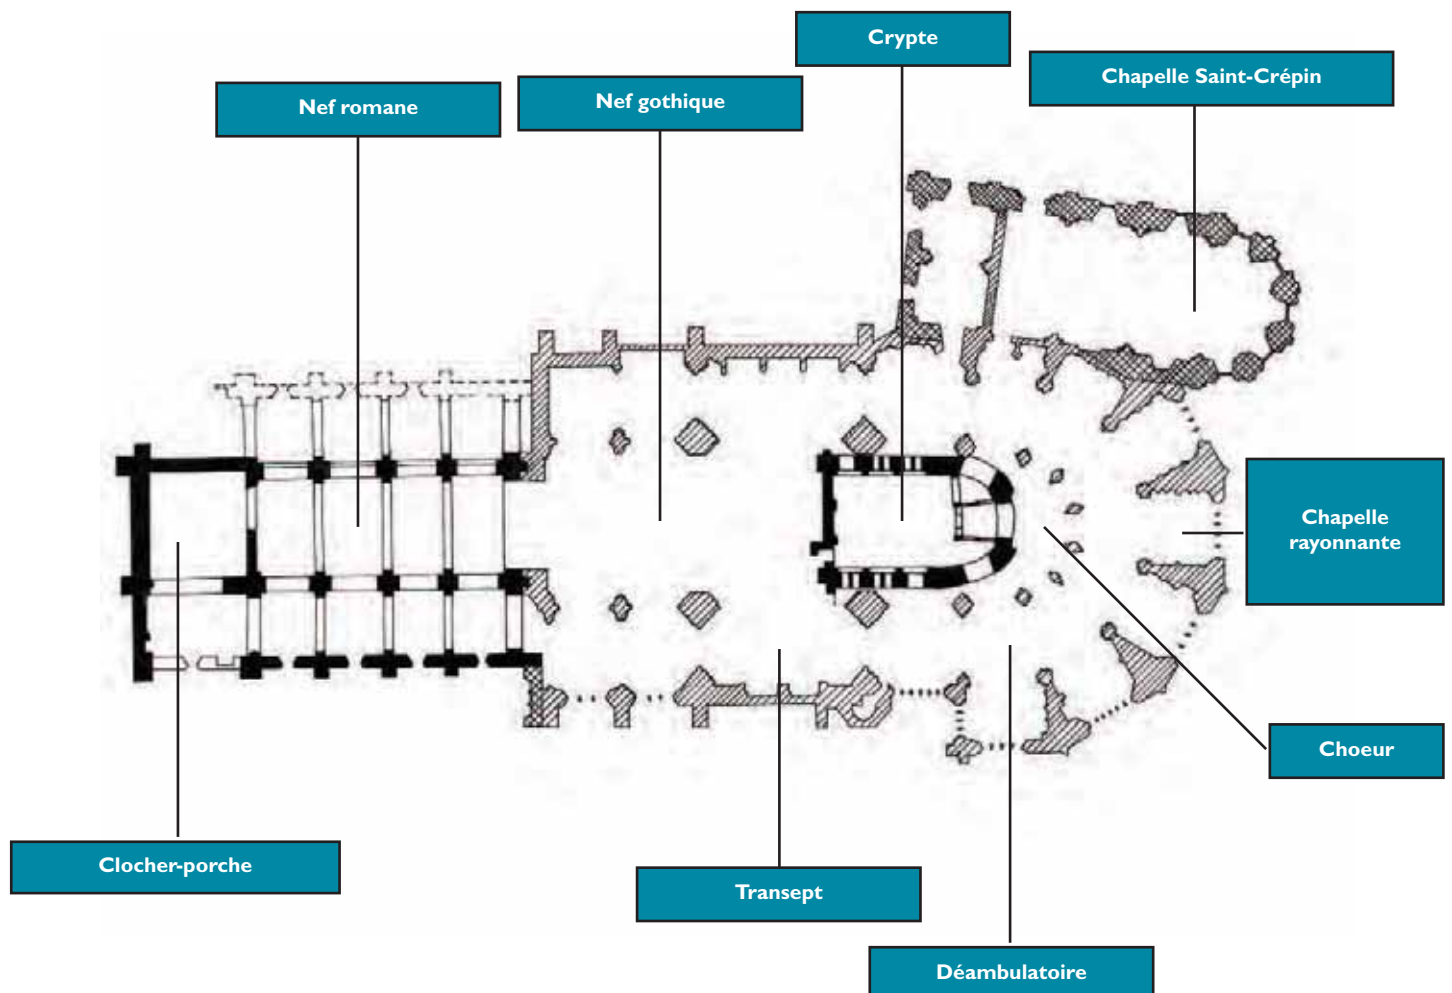 Crypte
Chapelle Saint-Crépin
Nef romane
Nef gothique
Chapelle
rayonnante
Choeur
Clocher-porche
Transept
Déambulatoire